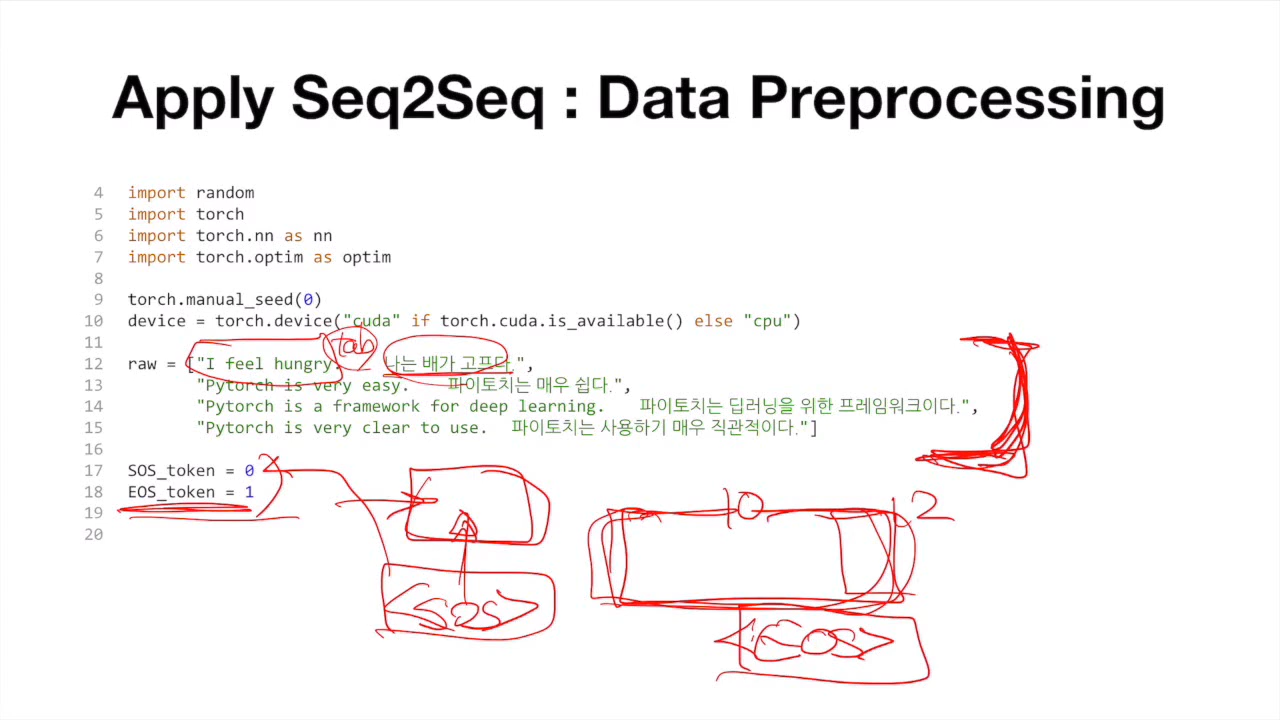 Apply Seq2Seq : Data Preprocessing
4 import random
5 import torch
6 import torch.nn as nn
7 import torch.optim as optim
8
9 torch.manual_seed(0)
10 device = torch.device("cuda" if torch.cuda.is_available() else "cpu")
11
tab
12 raw = ["I feel hungry. 나는 배가 고프다.",
13 "Pytorch is very easy. 파이토치는 매우 쉽다.",
14 "Pytorch is a framework for deep learning. 파이토치는 딥러닝을 위한 프레임워크이다.",
15 "Pytorch is very clear to use. 파이토치는 사용하기 매우 직관적이다."]
16
17 SOS_token = 0
18 EOS_token = 1
19
20
10 12
<SOS>
<EOS>